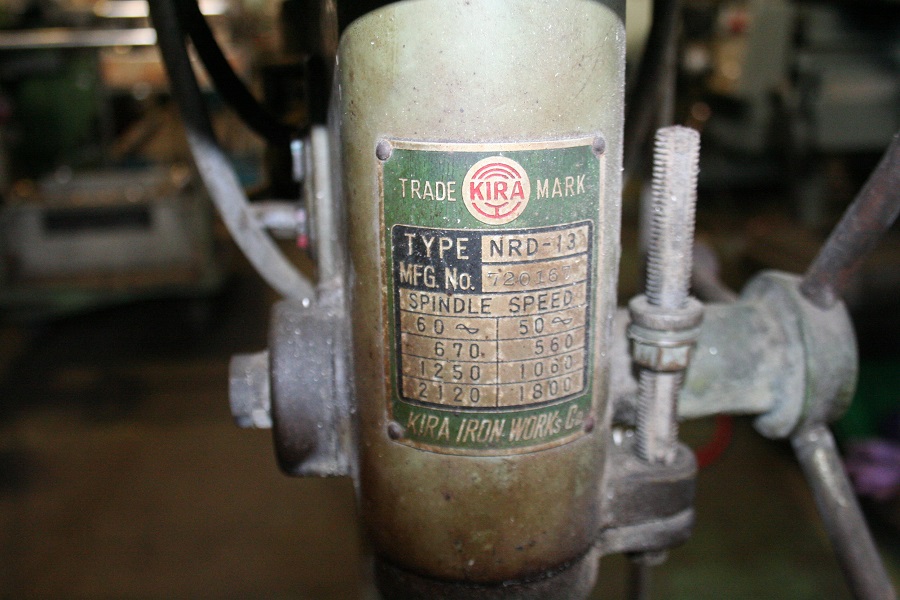 TRADE KIRA MARK
TYPE NRD-13
MFG. No. 720167
SPINDLE SPEED
60∾ 50∾
670 560
1250 1060
2120 1800
KIRA IRON WORKS Co.